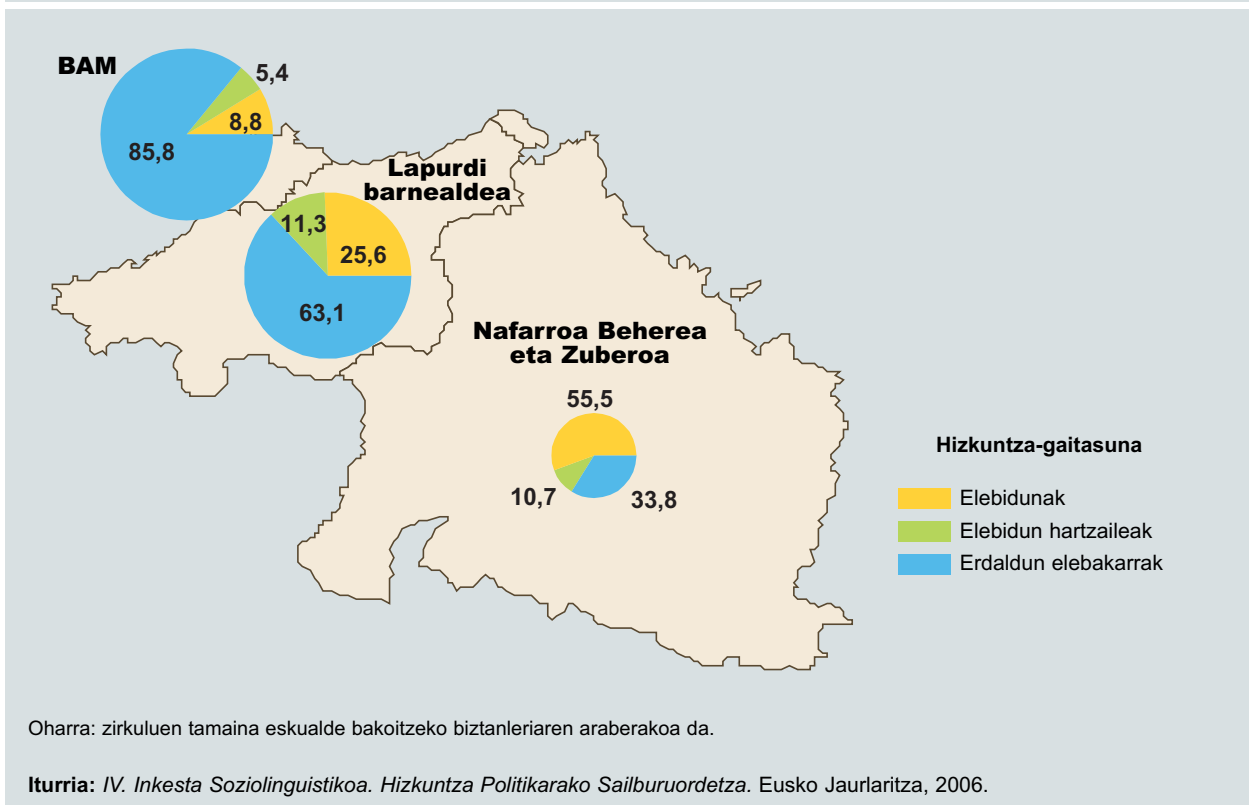 BAM
5,4
8,8
85,8
Lapurdi
barnealdea
11,3
25,6
63,1
Nafarroa Beherea
eta Zuberoa
55,5
10,7
33,8
Hizkuntza-gaitasuna
Elebidunak
Elebidun hartzaileak
Erdaldun elebakarrak
Oharra: zirkuluen tamaina eskualde bakoitzeko biztanleriaren araberakoa da.
Iturria: IV. Inkesta Soziolinguistikoa. Hizkuntza Politikarako Sailburuordetza. Eusko Jaurlaritza, 2006.